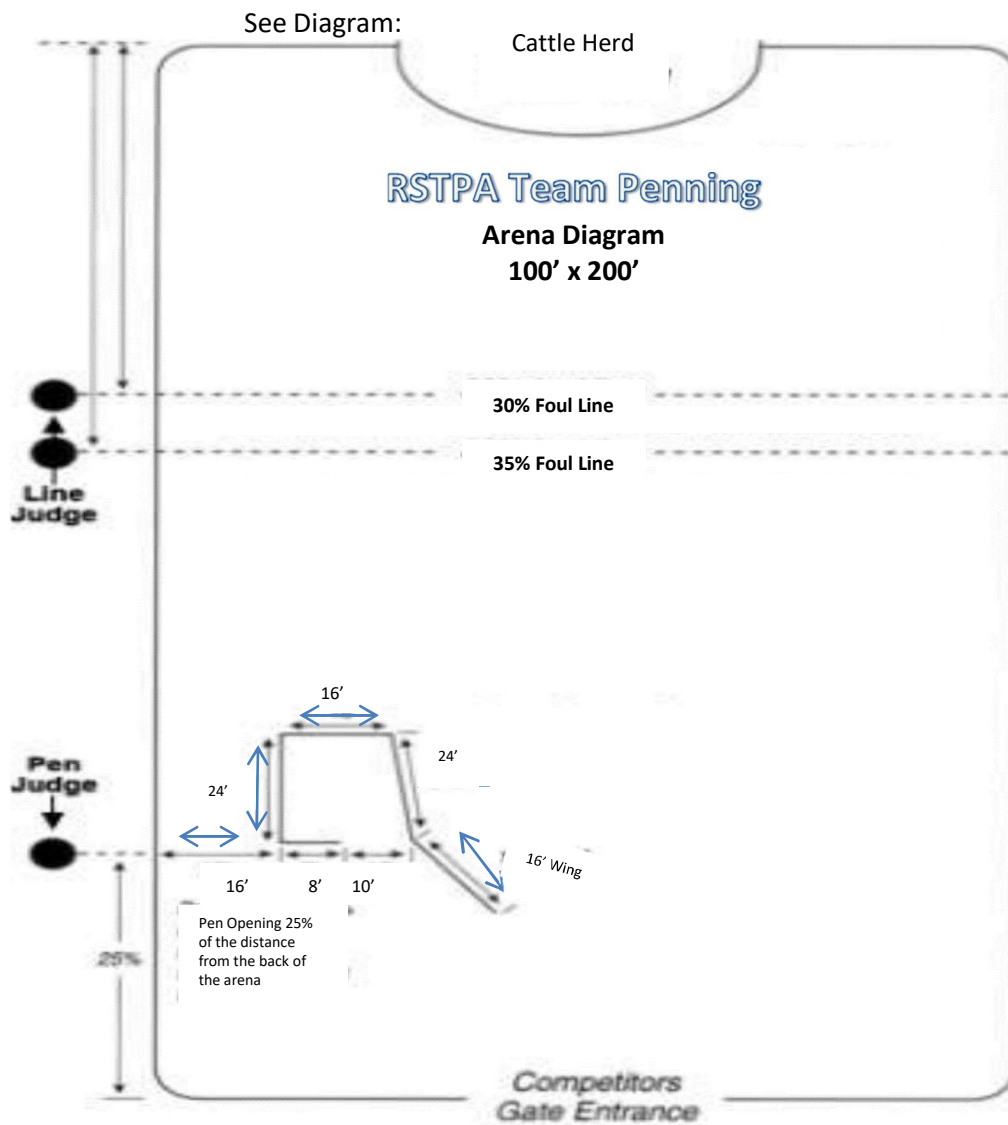 See Diagram:
Cattle Herd
RSTPA Team Penning
Arena Diagram
100’ x 200’
30% Foul Line
35% Foul Line
Line
Judge
16’
24’
24’
Pen
Judge
16’ Wing
16’
8’
10’
Pen Opening 25%
of the distance
from the back of
the arena
25%
Competitors
Gate Entrance